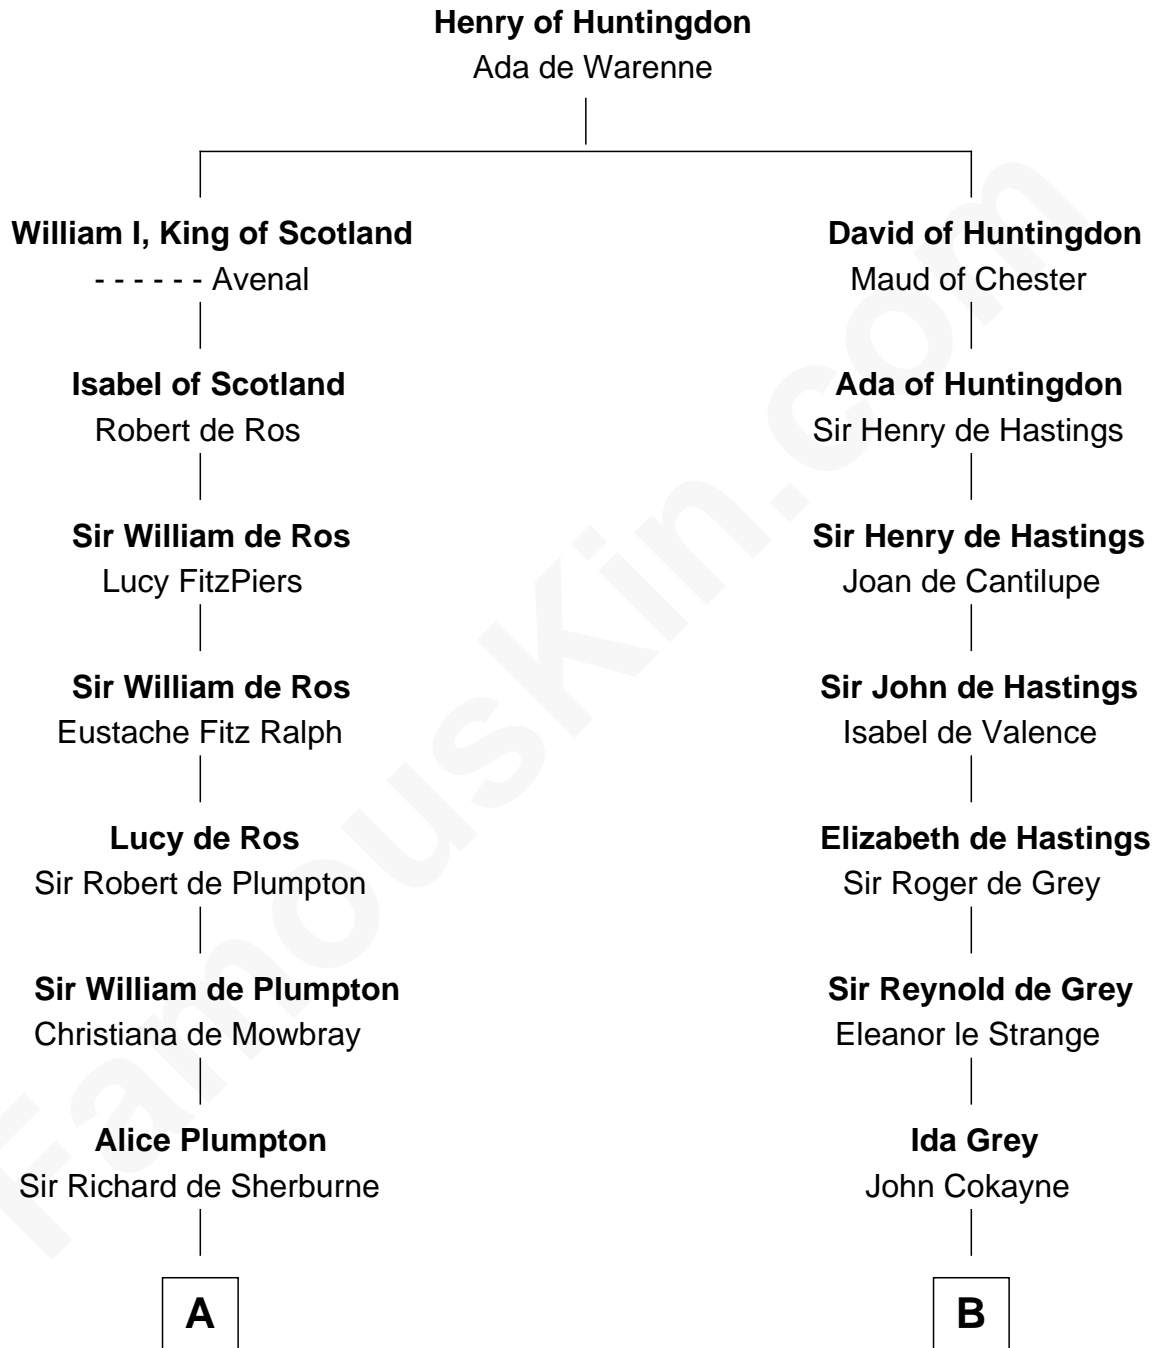 Henry of Huntingdon
Ada de Warenne
William I, King of Scotland
- - - - - - Avenal
Isabel of Scotland
Robert de Ros
Sir William de Ros
Lucy FitzPiers
Sir William de Ros
Eustache Fitz Ralph
Lucy de Ros
Sir Robert de Plumpton
Sir William de Plumpton
Christiana de Mowbray
Alice Plumpton
Sir Richard de Sherburne
A
David of Huntingdon
Maud of Chester
Ada of Huntingdon
Sir Henry de Hastings
Sir Henry de Hastings
Joan de Cantilupe
Sir John de Hastings
Isabel de Valence
Elizabeth de Hastings
Sir Roger de Grey
Sir Reynold de Grey
Eleanor le Strange
Ida Grey
John Cokayne
B
FamousKin.com